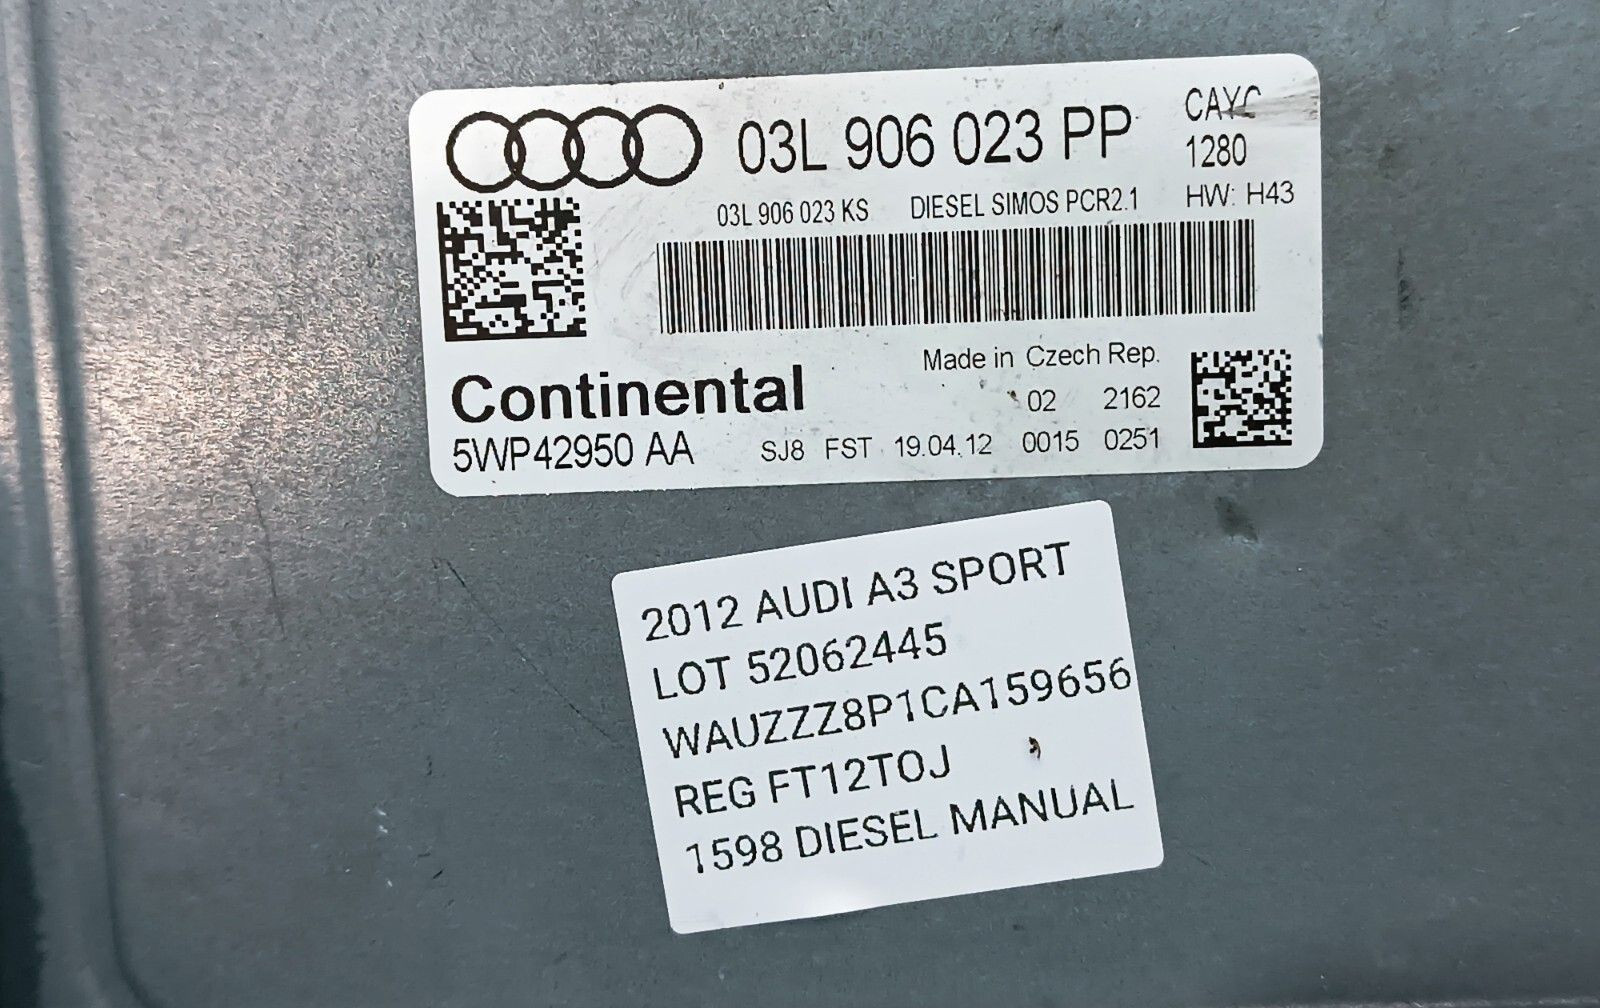 03L 906 023 PP
CAYC
1280
03L 906 023 KS DIESEL SIMOS PCR2.1 HW: H43
Continental
Made in Czech Rep.
02 2162
5WP42950 AA SJ8 FST 19.04.12 0015 0251
2012 AUDI A3 SPORT
LOT 52062445
WAUZZZ8P1CA159656
REG FT12TOJ
1598 DIESEL MANUAL